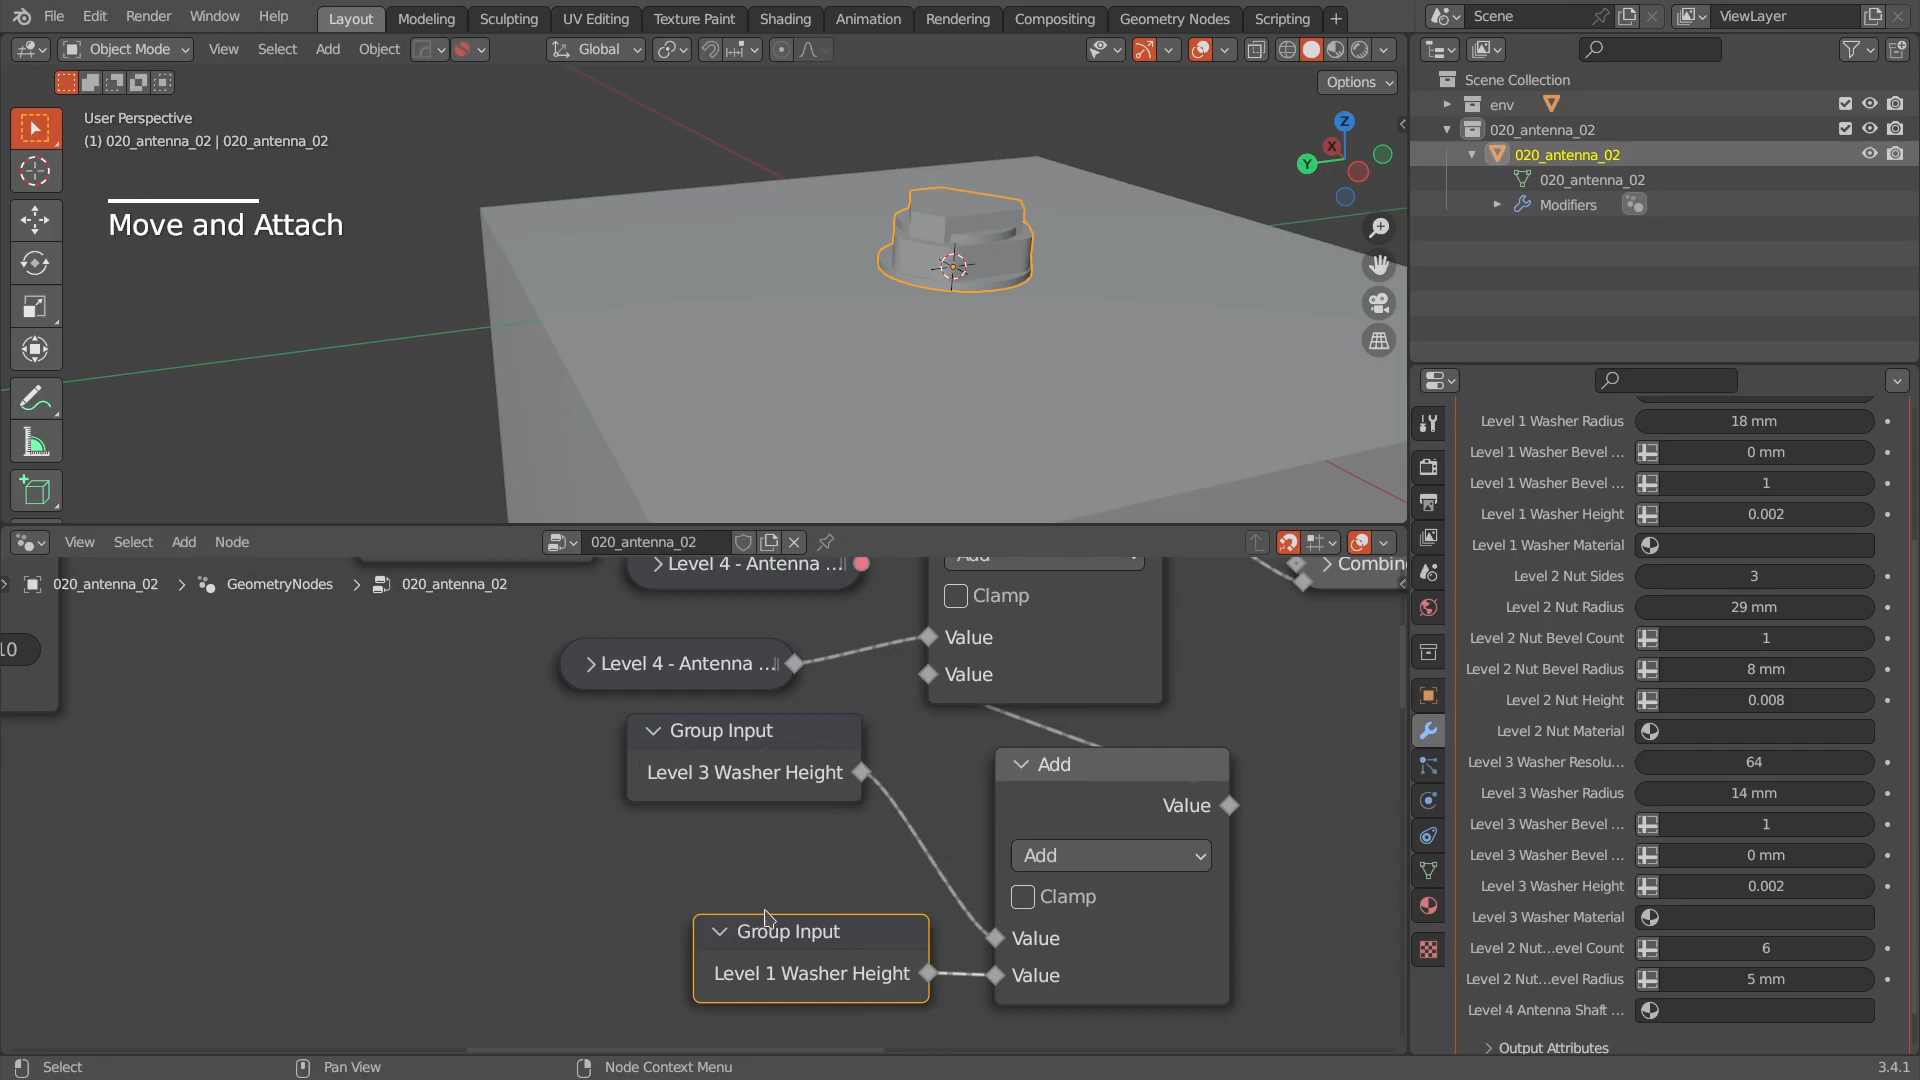 File Edit Render Window Help
Layout Modeling Sculpting UV Editing Texture Paint Shading Animation Rendering Compositing Geometry Nodes Scripting +
Scene
ViewLayer
Object Mode View Select Add Object Global
Options
User Perspective
(1) 020_antenna_02 | 020_antenna_02
Move and Attach
Z
X
Y
Scene Collection
env
020_antenna_02
020_antenna_02
020_antenna_02
Modifiers
Level 1 Washer Radius 18 mm
Level 1 Washer Bevel ... 0 mm
Level 1 Washer Bevel ... 1
Level 1 Washer Height 0.002
Level 1 Washer Material
Level 2 Nut Sides 3
Level 2 Nut Radius 29 mm
Level 2 Nut Bevel Count 1
Level 2 Nut Bevel Radius 8 mm
Level 2 Nut Height 0.008
Level 2 Nut Material
Level 3 Washer Resolu... 64
Level 3 Washer Radius 14 mm
Level 3 Washer Bevel ... 1
Level 3 Washer Bevel ... 0 mm
Level 3 Washer Height 0.002
Level 3 Washer Material
Level 2 Nut...evel Count 6
Level 2 Nut...evel Radius 5 mm
Level 4 Antenna Shaft ...
Output Attributes
View Select Add Node
020_antenna_02
020_antenna_02 > GeometryNodes > 020_antenna_02
Level 4 - Antenna ...
Add
Combine
Clamp
10
Level 4 - Antenna ...
Value
Value
Group Input
Level 3 Washer Height
Add
Value
Add
Clamp
Value
Value
Group Input
Level 1 Washer Height
Select
Pan View
Node Context Menu
3.4.1